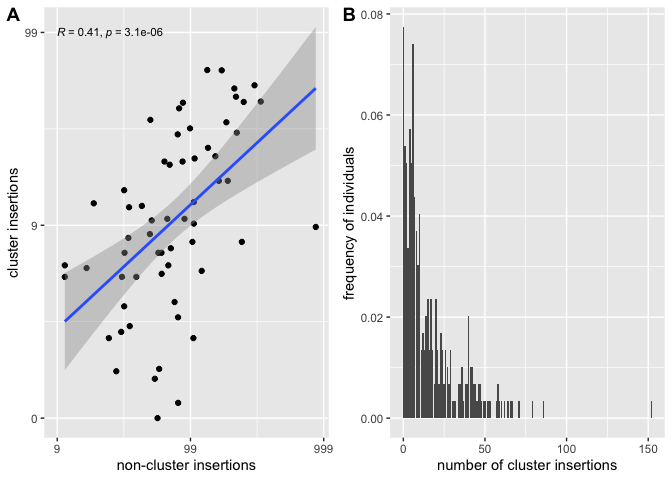 A
R = 0.41, p = 3.1e-06
99
9
0
cluster insertions
9
99
999
non-cluster insertions
B
0.08
0.06
0.04
0.02
0.00
frequency of individuals
0
50
100
150
number of cluster insertions